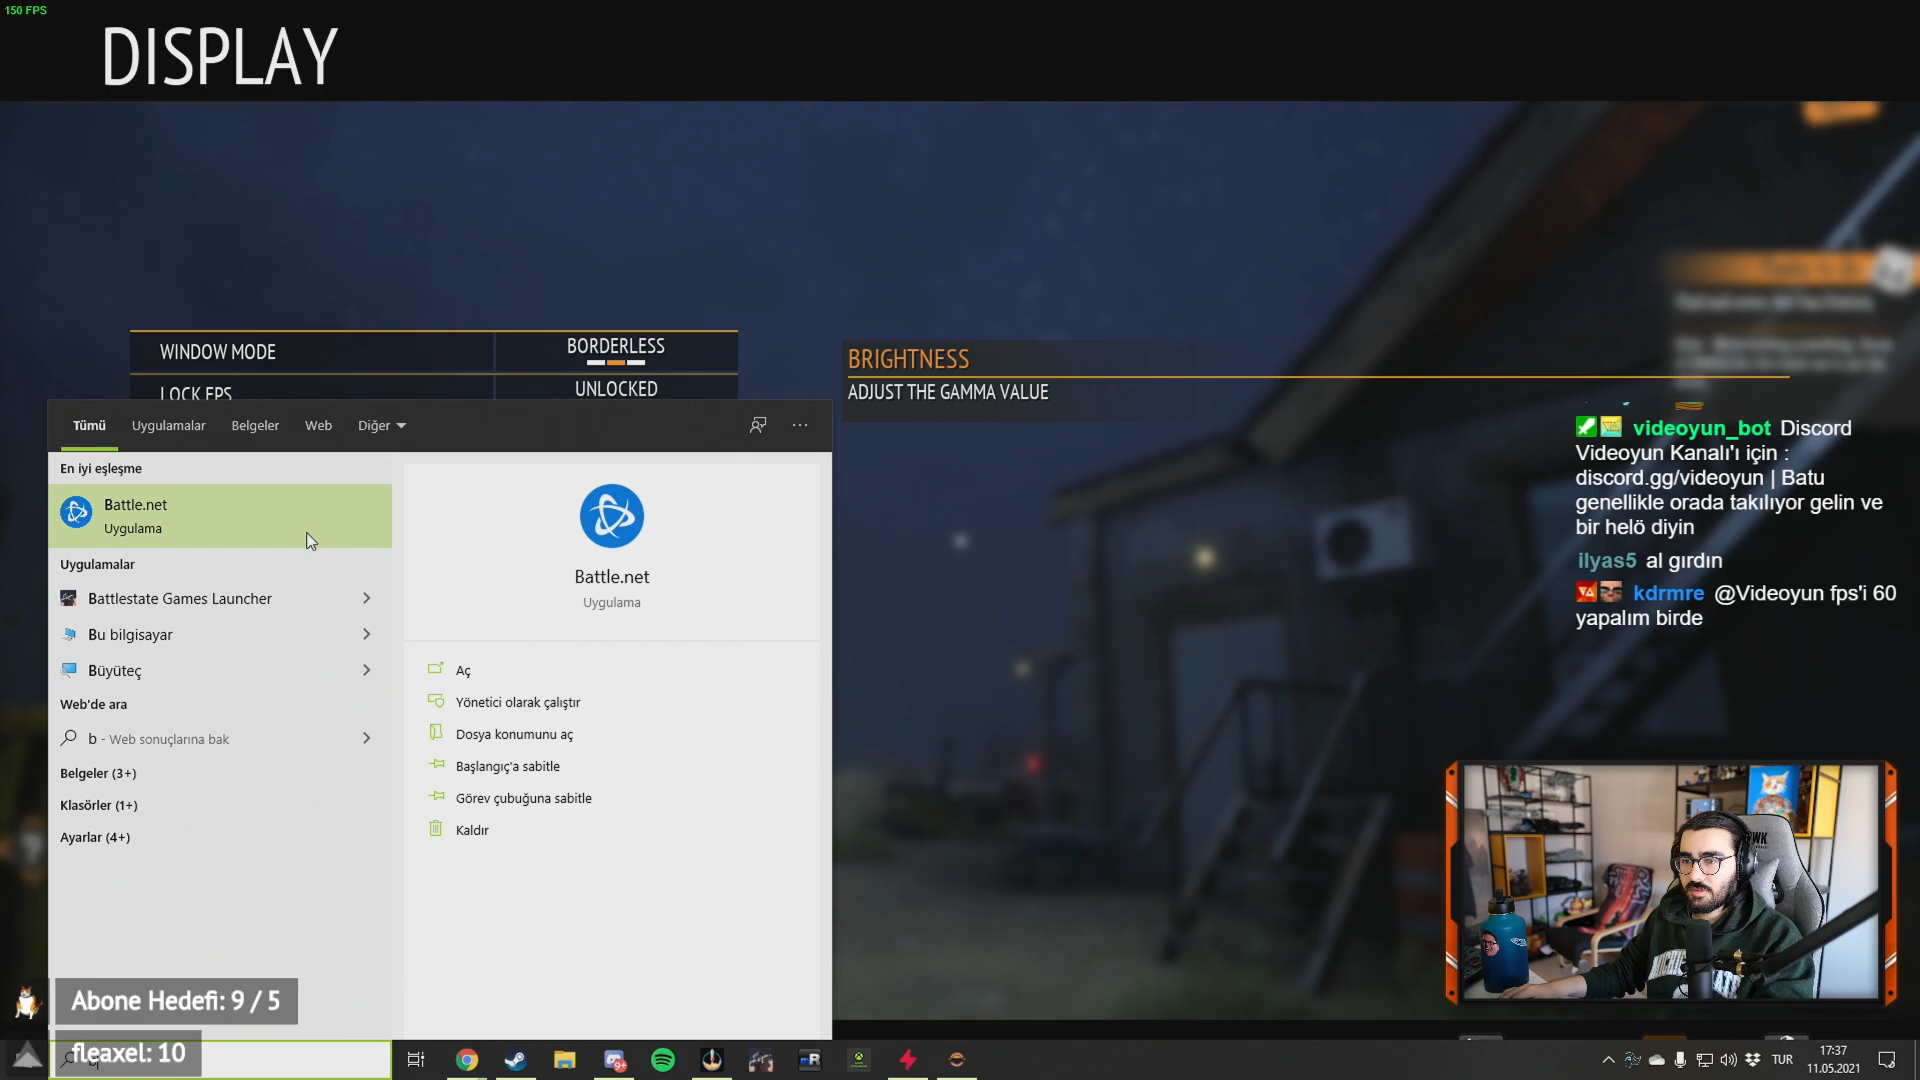 150 FPS
DISPLAY
WINDOW MODE
BORDERLESS
LOCK FPS
UNLOCKED
BRIGHTNESS
ADJUST THE GAMMA VALUE
Tümü
Uygulamalar
Belgeler
Web
Diğer
En iyi eşleşme
Battle.net
Uygulama
Uygulamalar
Battlestate Games Launcher
Bu bilgisayar
Büyüteç
Web'de ara
b - Web sonuçlarına bak
Belgeler (3+)
Klasörler (1+)
Ayarlar (4+)
Battle.net
Uygulama
Aç
Yönetici olarak çalıştır
Dosya konumunu aç
Başlangıç'a sabitle
Görev çubuğuna sabitle
Kaldır
videoyun_bot Discord
Videoyun Kanalı'ı için :
discord.gg/videoyun | Batu
genellikle orada takılıyor gelin ve
bir helö diyin
ilyas5 al gırdın
kdrmre @Videoyun fps'i 60
yapalım birde
Abone Hedefi: 9 / 5
fleaxel: 10
TUR
17:37
11.05.2021